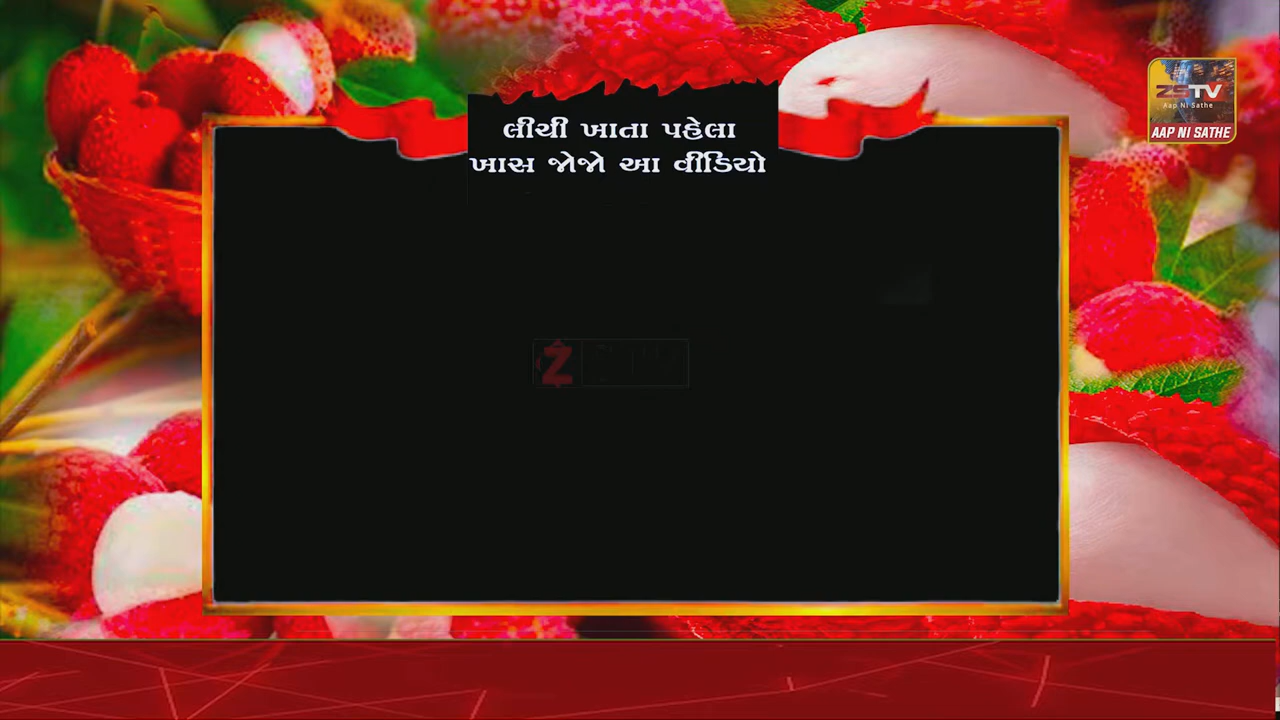 લીચી ખાતા પહેલા
ખાસ જોજો આ વીડિયો
ZSTV
Aap Ni Sathe
AAP NI SATHE
Z